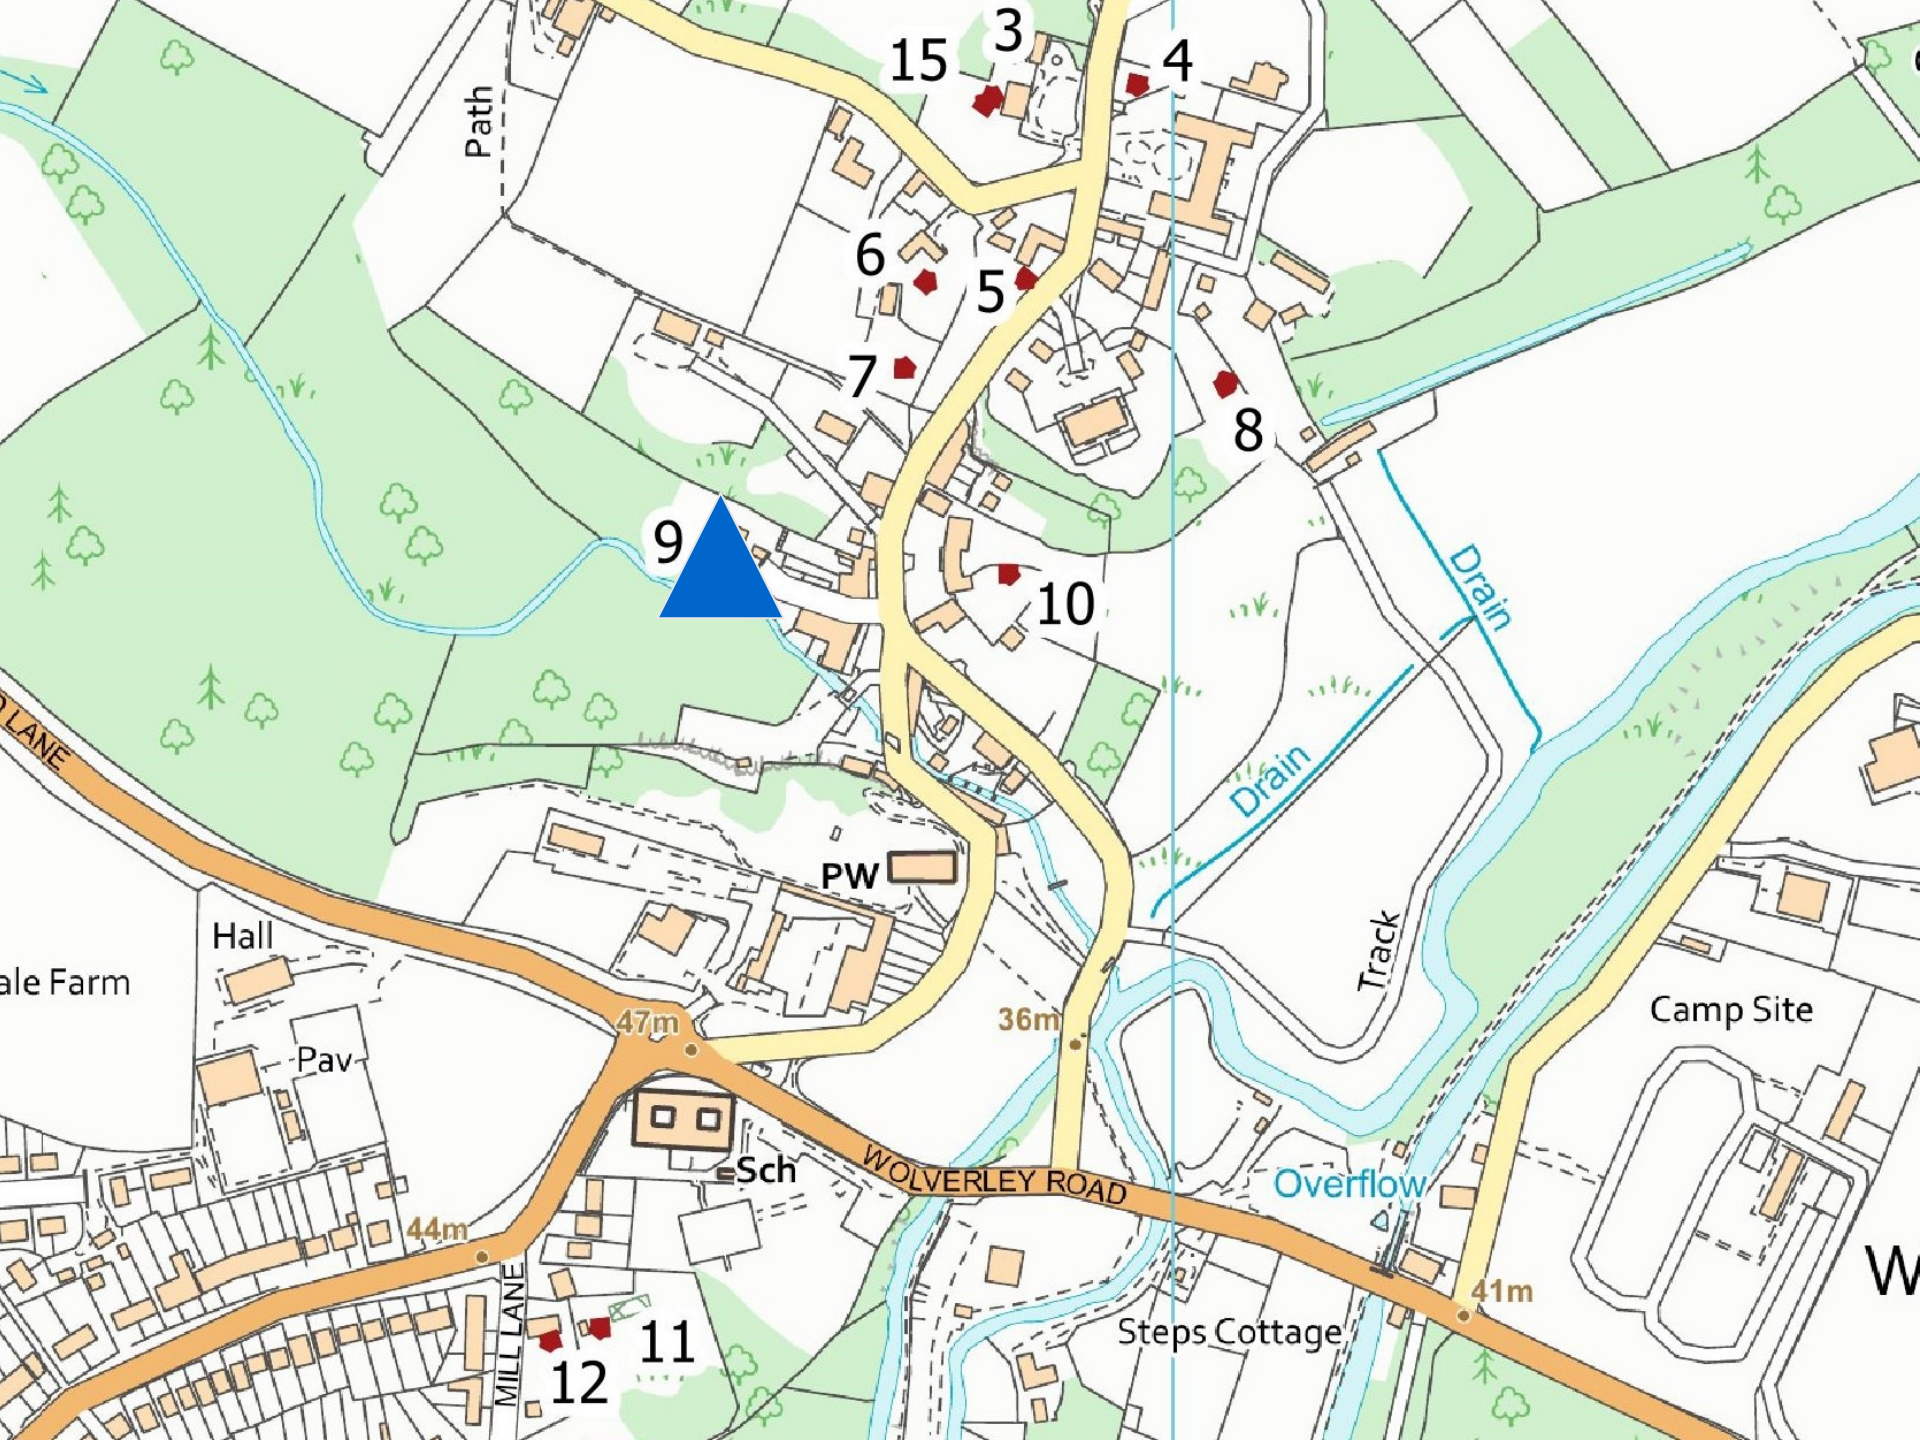 3
15
4
Path
6
5
7
8
9
Drain
10
LANE
Drain
PW
Hall
Track
ale Farm
Camp Site
47m
36m
Pav
Sch
WOLVERLEY ROAD
Overflow
44m
W
MILL LANE
41m
Steps Cottage
11
12